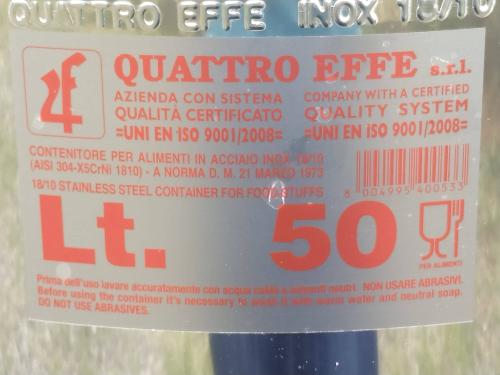 QUATTRO EFFE INOX 18/10
4F QUATTRO EFFE s.r.l.
AZIENDA CON SISTEMA COMPANY WITH A CERTIFIED
QUALITÀ CERTIFICATO QUALITY SYSTEM
=UNI EN ISO 9001/2008= =UNI EN ISO 9001/2008=
CONTENITORE PER ALIMENTI IN ACCIAIO INOX 18/10
(AISI 304-X5CrNi 1810) - A NORMA D. M. 21 MARZO 1973
18/10 STAINLESS STEEL CONTAINER FOR FOOD STUFFS
8 004995 400533
Lt. 50
PER ALIMENTI
Prima dell'uso lavare accuratamente con acqua calda e solventi neutri. NON USARE ABRASIVI.
Before using the container it's necessary to wash it with warm water and neutral soap.
DO NOT USE ABRASIVES.